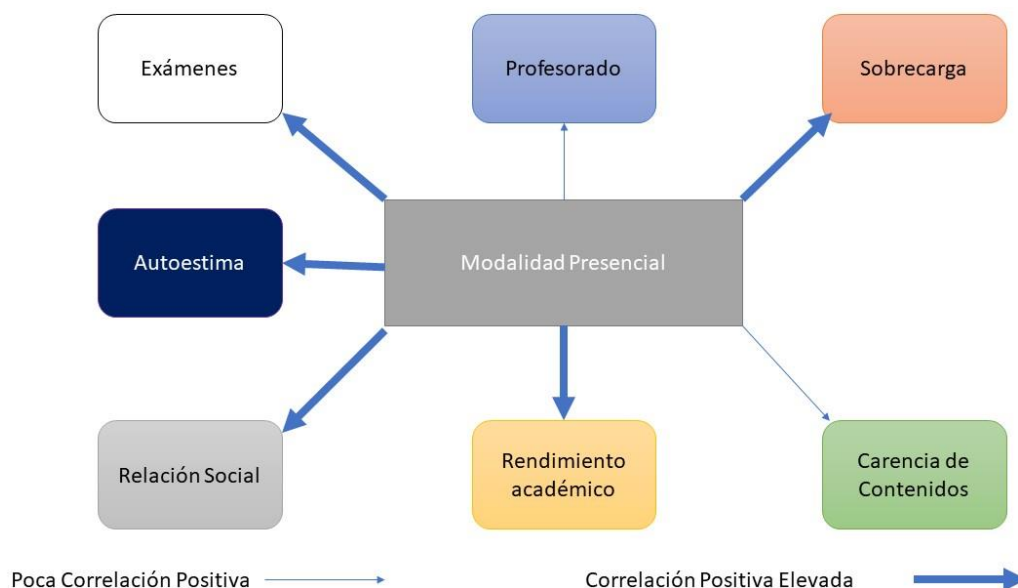 Exámenes
Profesorado
Sobrecarga
Autoestima
Modalidad Presencial
Relación Social
Rendimiento
académico
Carencia de
Contenidos
Poca Correlación Positiva
Correlación Positiva Elevada